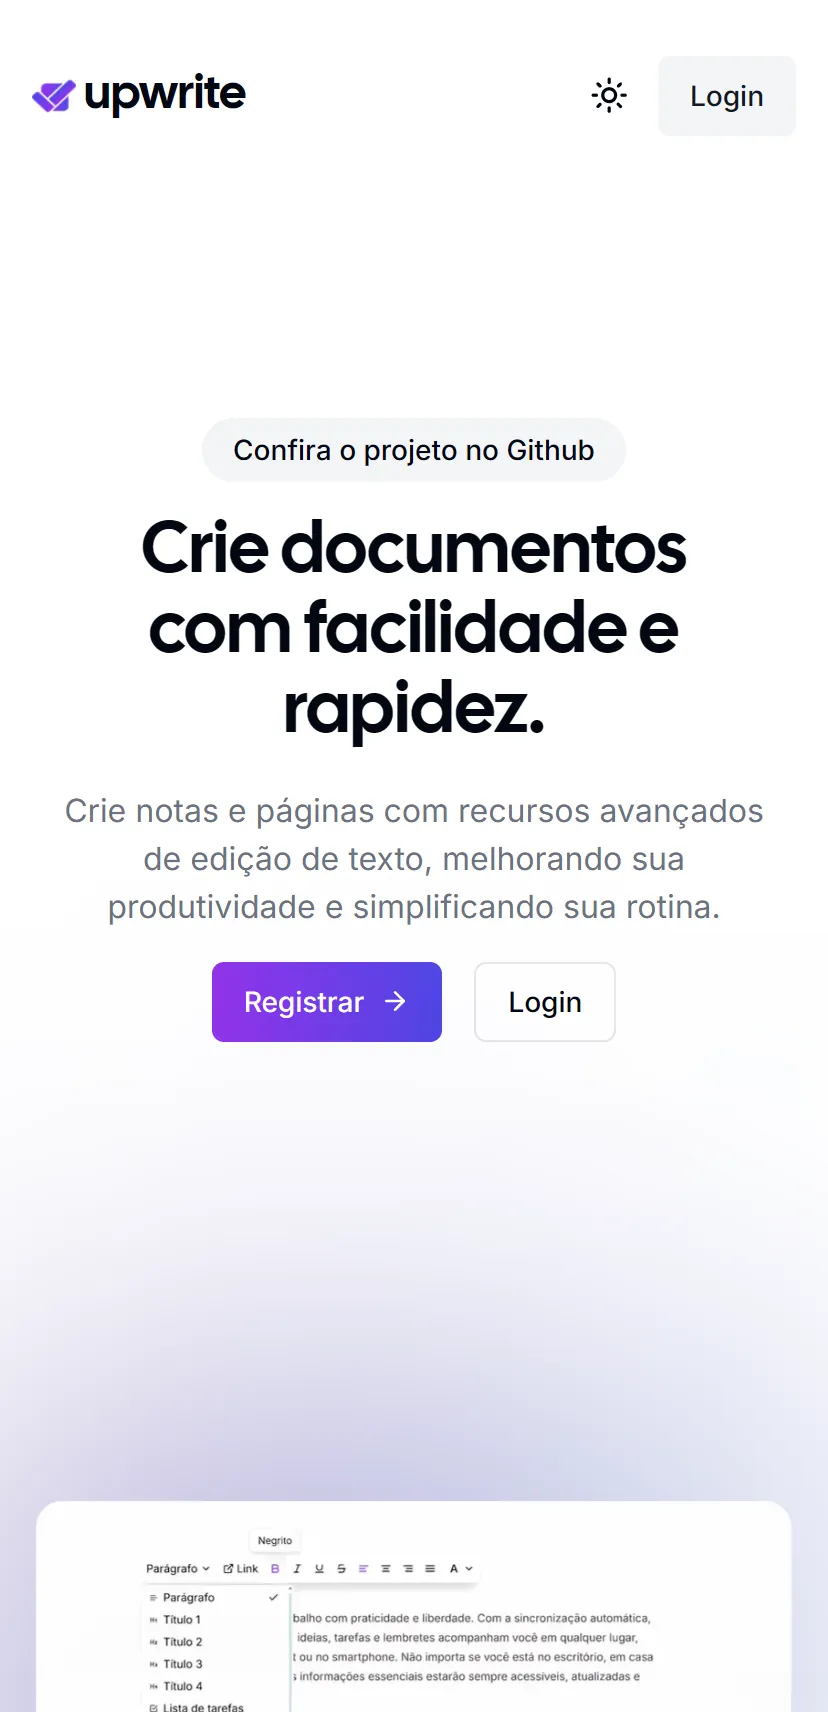 upwrite
Login
Confira o projeto no Github
Crie documentos
com facilidade e
rapidez.
Crie notas e páginas com recursos avançados
de edição de texto, melhorando sua
produtividade e simplificando sua rotina.
Registrar
Login
Negrito
Parágrafo Link B I U S A
Parágrafo
Título 1
balho com praticidade e liberdade. Com a sincronização automática,
Título 2
ideias, tarefas e lembretes acompanham você em qualquer lugar,
Título 3
t ou no smartphone. Não importa se você está no escritório, em casa
Título 4
s informações essenciais estarão sempre acessíveis, atualizadas e
Lista de tarefas